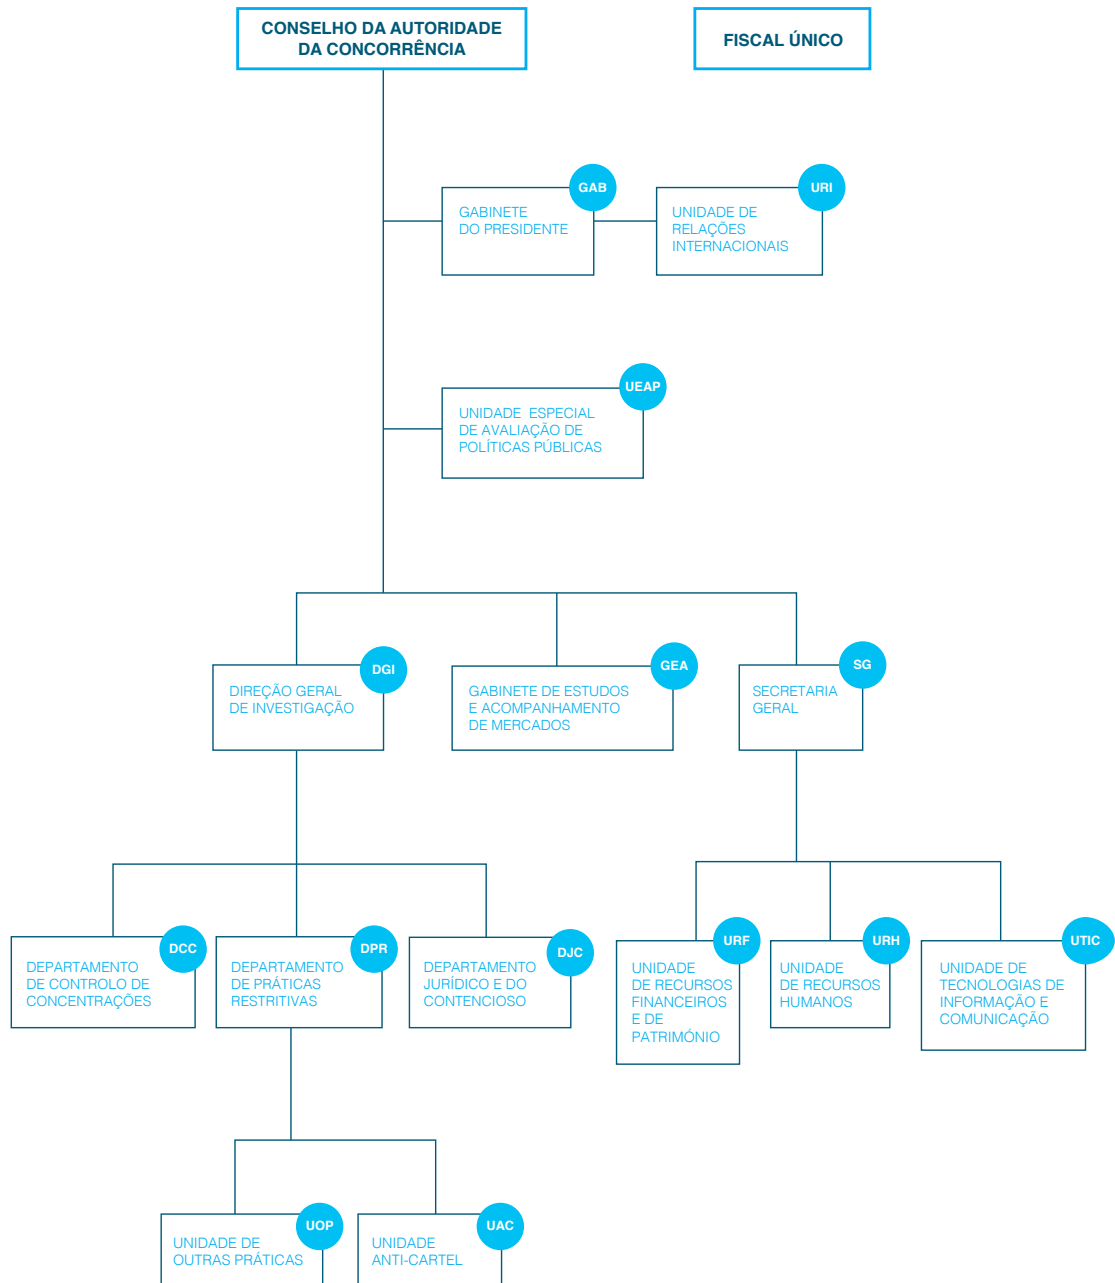 CONSELHO DA AUTORIDADE
DA CONCORRÊNCIA
FISCAL ÚNICO
GAB
GABINETE
DO PRESIDENTE
URI
UNIDADE DE
RELAÇÕES
INTERNACIONAIS
UEAP
UNIDADE ESPECIAL
DE AVALIAÇÃO DE
POLÍTICAS PÚBLICAS
DGI
DIREÇÃO GERAL
DE INVESTIGAÇÃO
GEA
GABINETE DE ESTUDOS
E ACOMPANHAMENTO
DE MERCADOS
SG
SECRETARIA
GERAL
DCC
DEPARTAMENTO
DE CONTROLO DE
CONCENTRAÇÕES
DPR
DEPARTAMENTO
DE PRÁTICAS
RESTRITIVAS
DJC
DEPARTAMENTO
JURÍDICO E DO
CONTENCIOSO
URF
UNIDADE
DE RECURSOS
FINANCEIROS
E DE
PATRIMÓNIO
URH
UNIDADE
DE RECURSOS
HUMANOS
UTIC
UNIDADE DE
TECNOLOGIAS DE
INFORMAÇÃO E
COMUNICAÇÃO
UOP
UNIDADE DE
OUTRAS PRÁTICAS
UAC
UNIDADE
ANTI-CARTEL